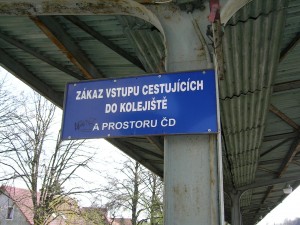 ZÁKAZ VSTUPU CESTUJÍCÍCH
DO KOLEJIŠTĚ
A PROSTORU ČD